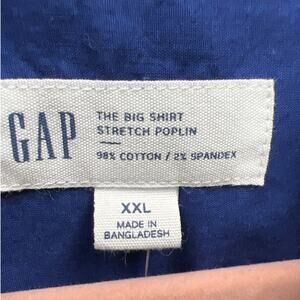 GAP
THE BIG SHIRT
STRETCH POPLIN
98% COTTON / 2% SPANDEX
XXL
MADE IN
BANGLADESH